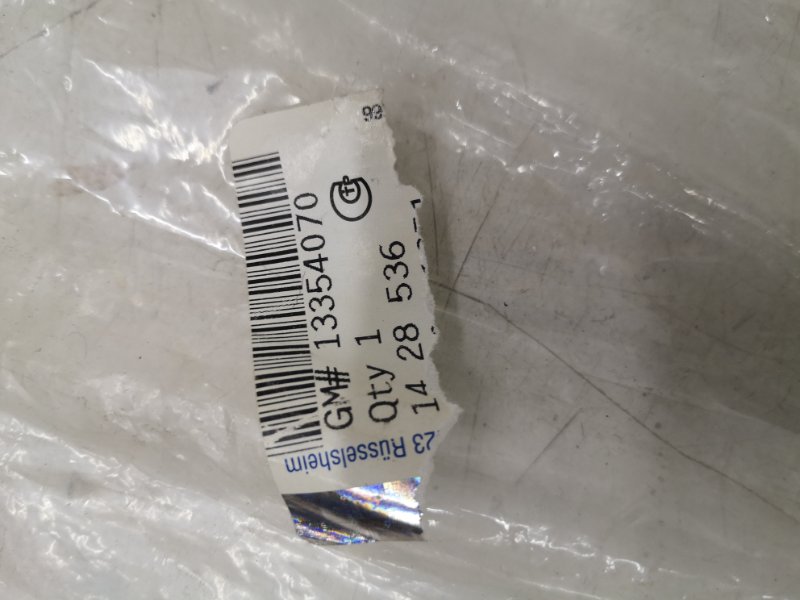 GM# 13354070
Qty 1
14 28 536
23 Rüsselsheim